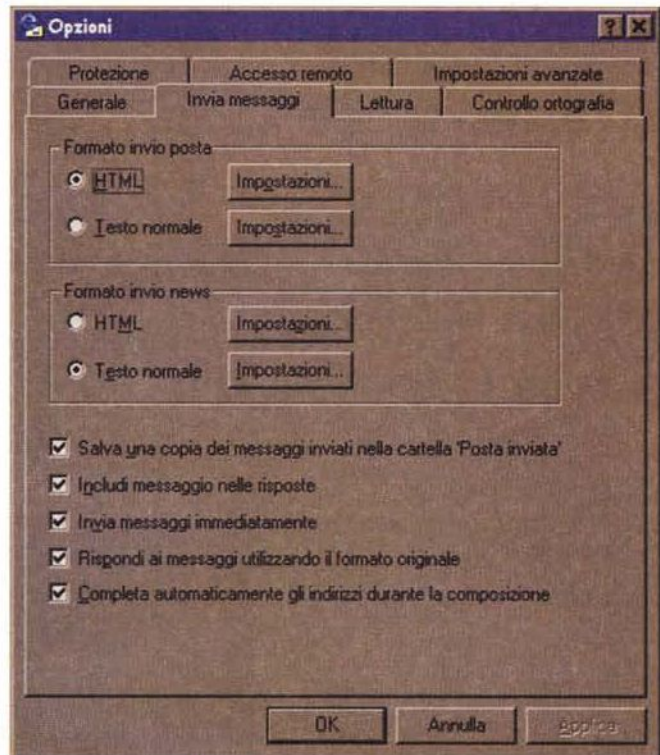 Opzioni
Protezione Accesso remoto Impostazioni avanzate
Generale Invia messaggi Lettura Controllo ortografia
Formato invio posta
HTML Impostazioni...
Testo normale Impostazioni...
Formato invio news
HTML Impostazioni...
Testo normale Impostazioni...
Salva una copia dei messaggi inviati nella cartella 'Posta inviata'
Includi messaggio nelle risposte
Invia messaggi immediatamente
Rispondi ai messaggi utilizzando il formato originale
Completa automaticamente gli indirizzi durante la composizione
OK Annulla Applica